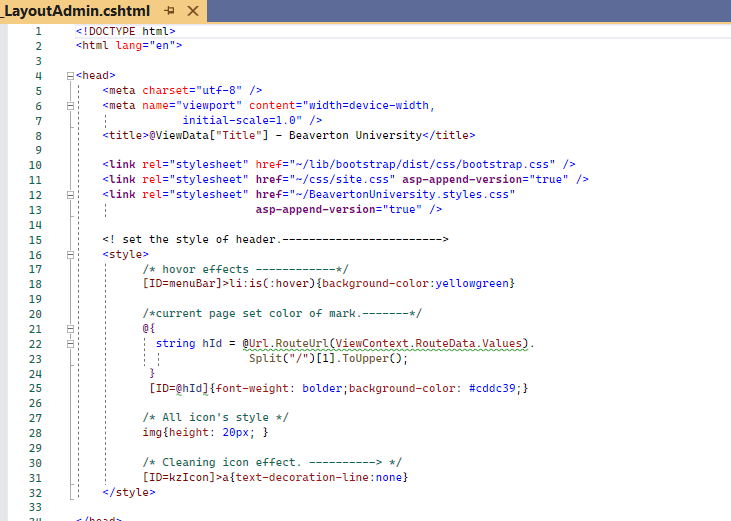 _LayoutAdmin.cshtml
1 <!DOCTYPE html>
2 <html lang="en">
3
4 <head>
5 <meta charset="utf-8" />
6 <meta name="viewport" content="width=device-width,
7 initial-scale=1.0" />
8 <title>@ViewData["Title"] - Beaverton University</title>
9
10 <link rel="stylesheet" href="~/lib/bootstrap/dist/css/bootstrap.css" />
11 <link rel="stylesheet" href="~/css/site.css" asp-append-version="true" />
12 <link rel="stylesheet" href="~/BeavertonUniversity.styles.css"
13 asp-append-version="true" />
14
15 <! set the style of header.------------------------>
16 <style>
17 /* hovor effects ------------*/
18 [ID=menuBar]>li:is(:hover){background-color:yellowgreen}
19
20 /*current page set color of mark.-------*/
21 @{
22 string hId = @Url.RouteUrl(ViewContext.RouteData.Values).
23 Split("/")[1].ToUpper();
24 }
25 [ID=@hId]{font-weight: bolder;background-color: #cddc39;}
26
27 /* All icon's style */
28 img{height: 20px; }
29
30 /* Cleaning icon effect. ----------> */
31 [ID=kzIcon]>a{text-decoration-line:none}
32 </style>
33
34 </head>